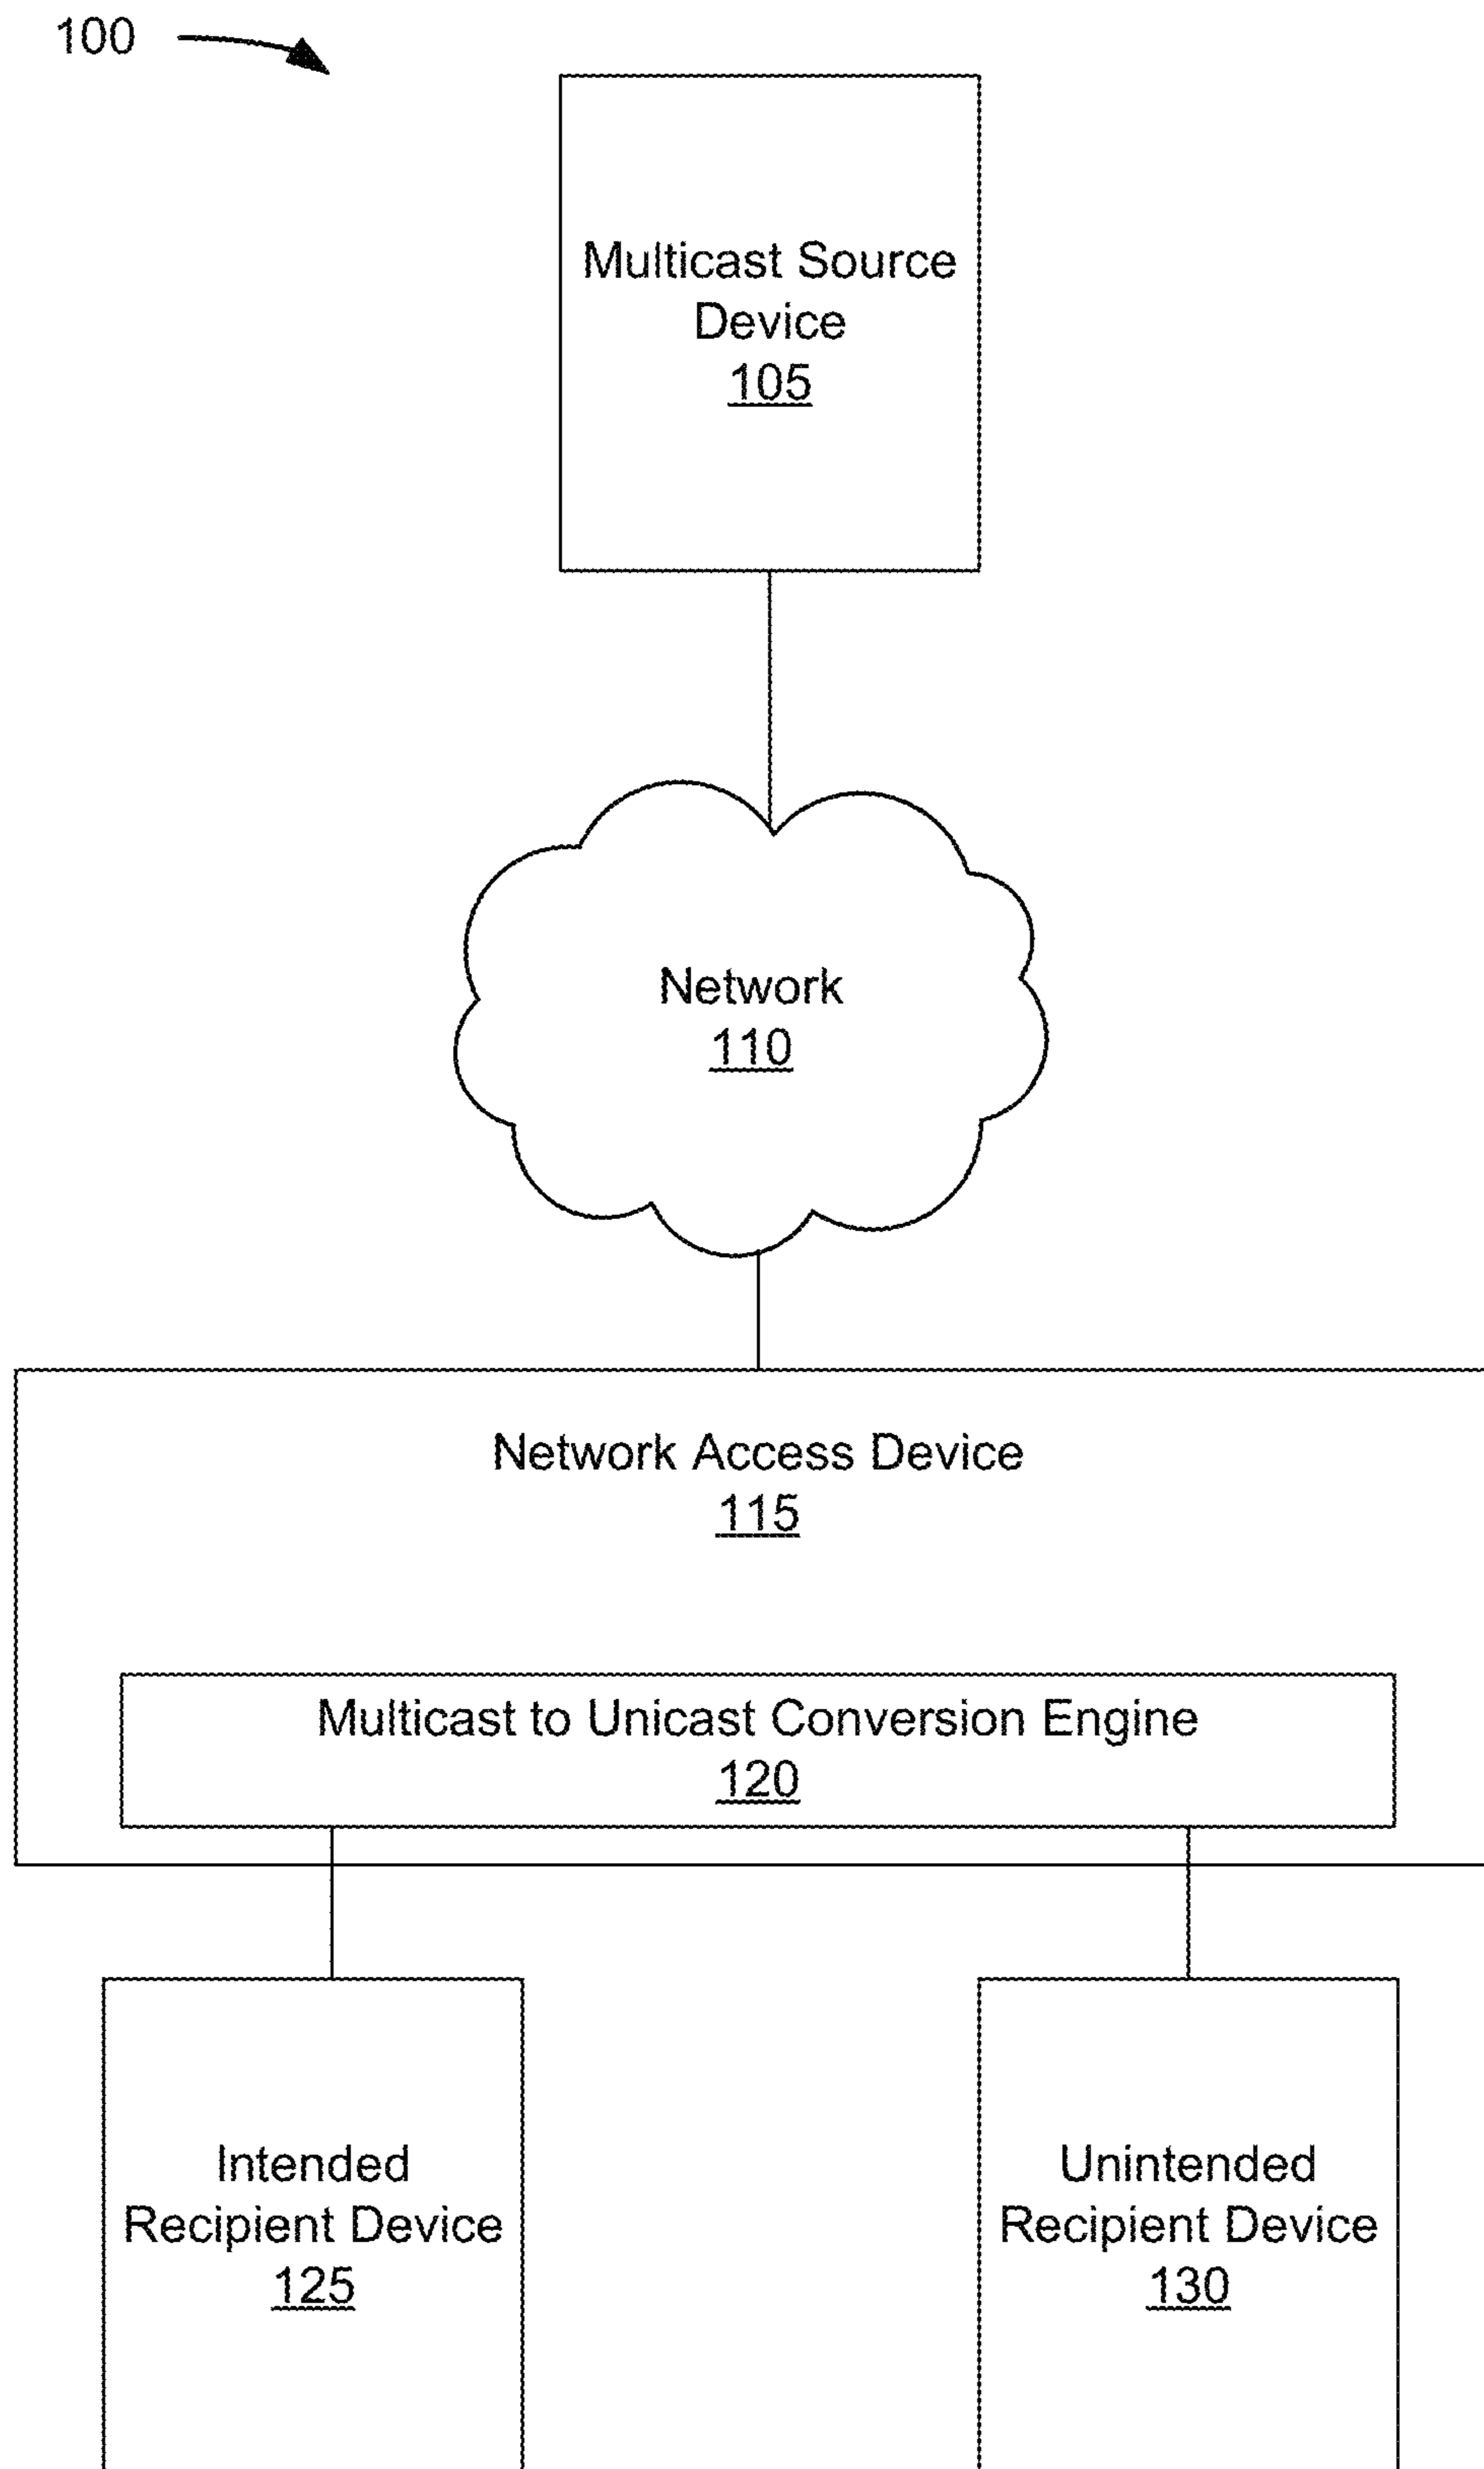 100
Multicast Source
Device
105
Network
110
Network Access Device
115
Multicast to Unicast Conversion Engine
120
Intended
Recipient Device
125
Unintended
Recipient Device
130